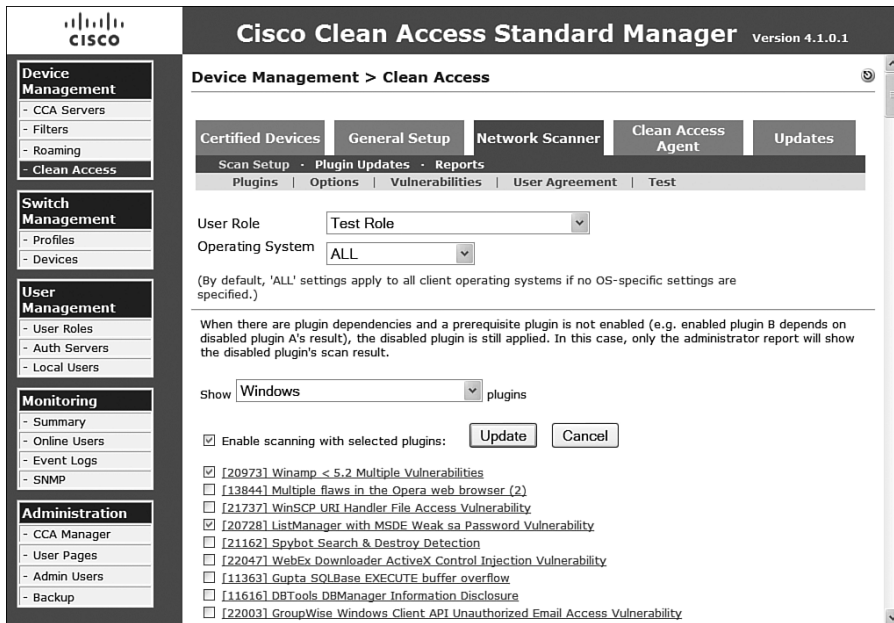 CISCO
Cisco Clean Access Standard Manager Version 4.1.0.1
Device Management
- CCA Servers
- Filters
- Roaming
- Clean Access
Switch Management
- Profiles
- Devices
User Management
- User Roles
- Auth Servers
- Local Users
Monitoring
- Summary
- Online Users
- Event Logs
- SNMP
Administration
- CCA Manager
- User Pages
- Admin Users
- Backup
Device Management > Clean Access
Certified Devices General Setup Network Scanner Clean Access Agent Updates
Scan Setup · Plugin Updates · Reports
Plugins | Options | Vulnerabilities | User Agreement | Test
User Role Test Role
Operating System ALL
(By default, 'ALL' settings apply to all client operating systems if no OS-specific settings are
specified.)
When there are plugin dependencies and a prerequisite plugin is not enabled (e.g. enabled plugin B depends on
disabled plugin A's result), the disabled plugin is still applied. In this case, only the administrator report will show
the disabled plugin's scan result.
Show Windows plugins
Enable scanning with selected plugins: Update Cancel
[20973] Winamp < 5.2 Multiple Vulnerabilities
[13844] Multiple flaws in the Opera web browser (2)
[21737] WinSCP URI Handler File Access Vulnerability
[20728] ListManager with MSDE Weak sa Password Vulnerability
[21162] Spybot Search & Destroy Detection
[22047] WebEx Downloader ActiveX Control Injection Vulnerability
[11363] Gupta SQLBase EXECUTE buffer overflow
[11616] DBTools DBManager Information Disclosure
[22003] GroupWise Windows Client API Unauthorized Email Access Vulnerability